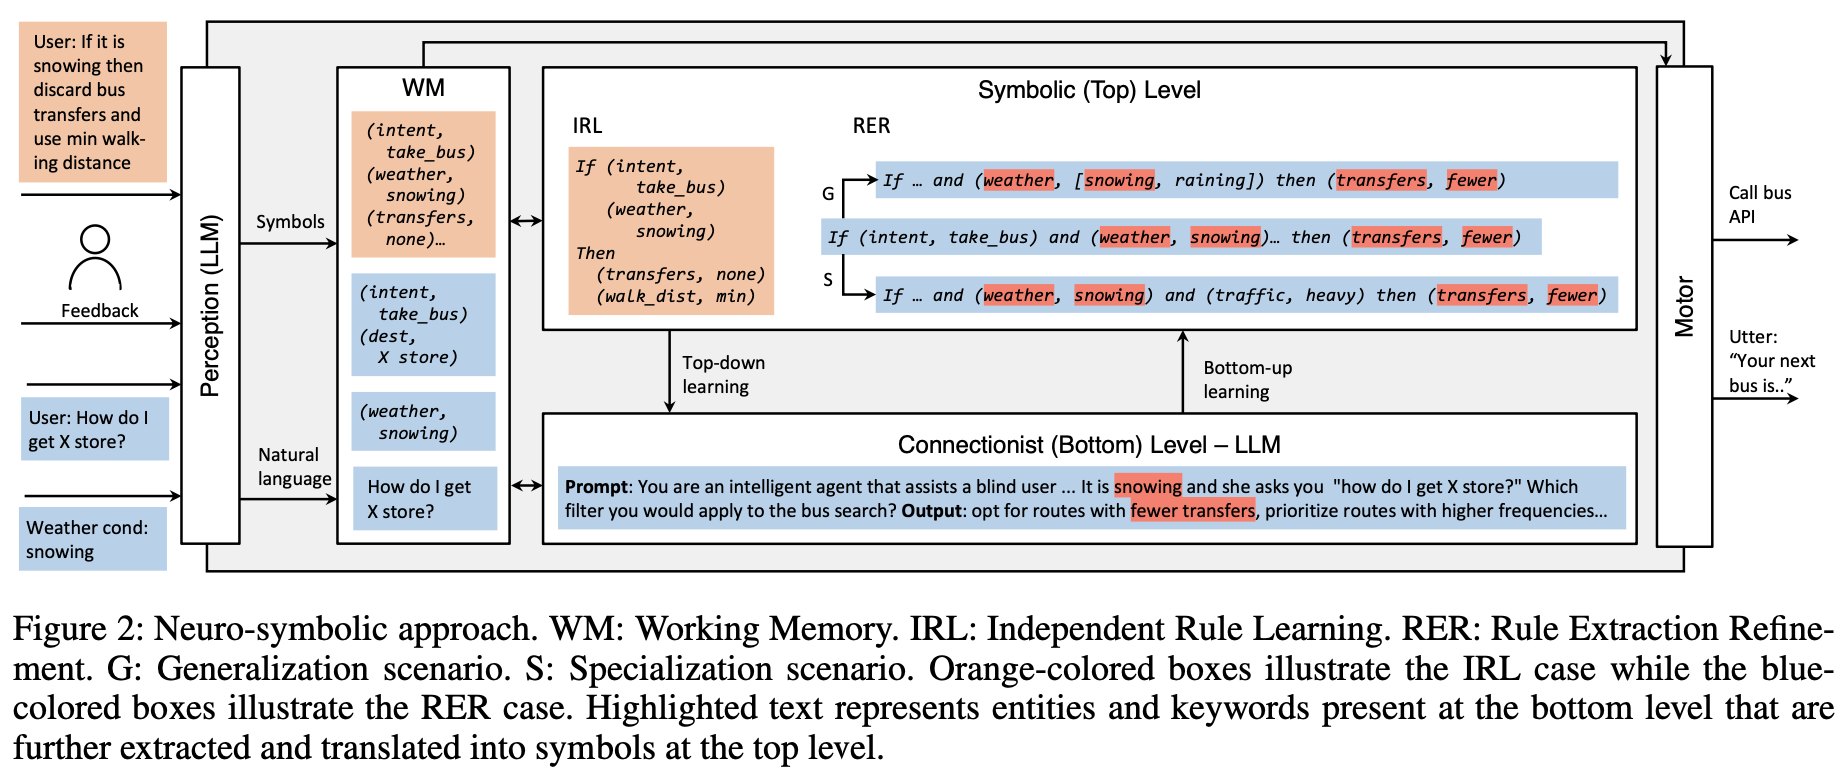 User: If it is
snowing then
discard bus
transfers and
use min walk-
ing distance
Feedback
User: How do I
get X store?
Weather cond:
snowing
Perception (LLM)
Symbols
Natural
language
WM
(intent,
take_bus)
(weather,
snowing)
(transfers,
none)…
(intent,
take_bus)
(dest,
X store)
(weather,
snowing)
How do I get
X store?
Symbolic (Top) Level
IRL
If (intent,
take_bus)
(weather,
snowing)
Then
(transfers, none)
(walk_dist, min)
RER
G
If … and (weather, [snowing, raining]) then (transfers, fewer)
If (intent, take_bus) and (weather, snowing)… then (transfers, fewer)
S
If … and (weather, snowing) and (traffic, heavy) then (transfers, fewer)
Top-down
learning
Bottom-up
learning
Connectionist (Bottom) Level – LLM
Prompt: You are an intelligent agent that assists a blind user ... It is snowing and she asks you "how do I get X store?" Which
filter you would apply to the bus search? Output: opt for routes with fewer transfers, prioritize routes with higher frequencies…
Motor
Call bus
API
Utter:
“Your next
bus is..”
Figure 2: Neuro-symbolic approach. WM: Working Memory. IRL: Independent Rule Learning. RER: Rule Extraction Refine-
ment. G: Generalization scenario. S: Specialization scenario. Orange-colored boxes illustrate the IRL case while the blue-
colored boxes illustrate the RER case. Highlighted text represents entities and keywords present at the bottom level that are
further extracted and translated into symbols at the top level.